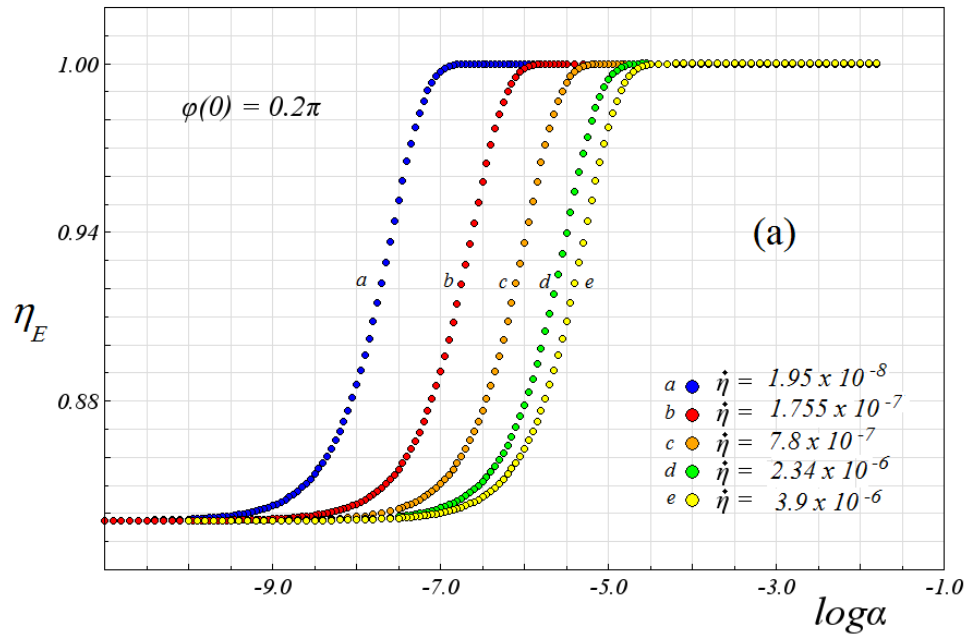 1.00
φ(0) = 0.2π
0.94
(a)
a
b
c
d
e
η_E
0.88
a η̇ = 1.95 x 10^-8
b η̇ = 1.755 x 10^-7
c η̇ = 7.8 x 10^-7
d η̇ = 2.34 x 10^-6
e η̇ = 3.9 x 10^-6
-9.0 -7.0 -5.0 -3.0 -1.0
logα